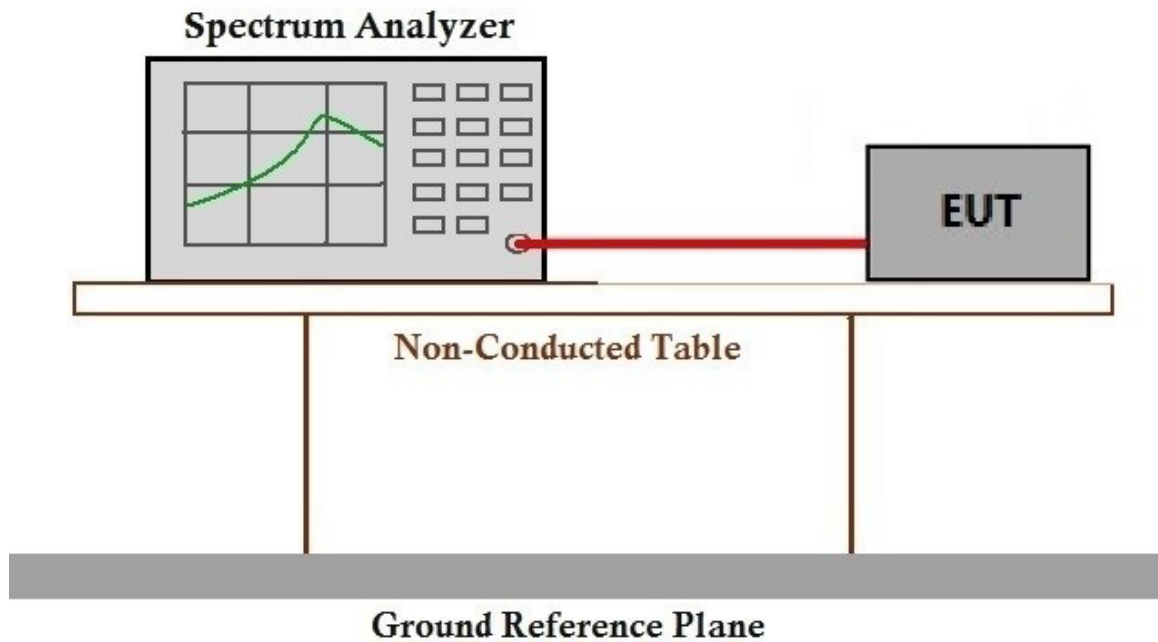 Spectrum Analyzer
EUT
Non-Conducted Table
Ground Reference Plane